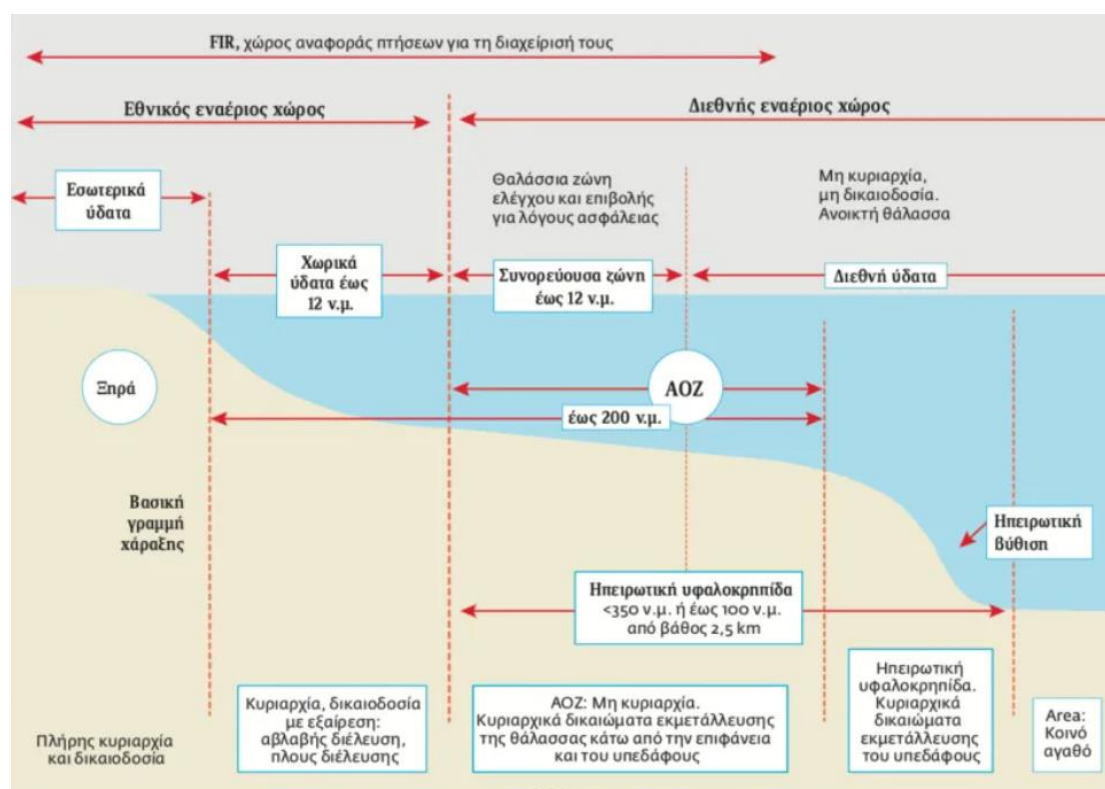 FIR, χώρος αναφοράς πτήσεων για τη διαχείρισή τους
Εθνικός εναέριος χώρος
Διεθνής εναέριος χώρος
Εσωτερικά
ύδατα
Θαλάσσια ζώνη
ελέγχου και επιβολής
για λόγους ασφάλειας
Μη κυριαρχία,
μη δικαιοδοσία.
Ανοικτή θάλασσα
Χωρικά
ύδατα έως
12 ν.μ.
Συνορεύουσα ζώνη
έως 12 ν.μ.
Διεθνή ύδατα
Ξηρά
ΑΟΖ
έως 200 ν.μ.
Βασική
γραμμή
χάραξης
Ηπειρωτική
βύθιση
Ηπειρωτική υφαλοκρηπίδα
<350 ν.μ. ή έως 100 ν.μ.
από βάθος 2,5 km
Πλήρης κυριαρχία
και δικαιοδοσία
Κυριαρχία, δικαιοδοσία
με εξαίρεση:
αβλαβής διέλευση,
πλους διέλευσης
ΑΟΖ: Μη κυριαρχία.
Κυριαρχικά δικαιώματα εκμετάλλευσης
της θάλασσας κάτω από την επιφάνεια
και του υπεδάφους
Ηπειρωτική
υφαλοκρηπίδα.
Κυριαρχικά
δικαιώματα
εκμετάλλευσης
του υπεδάφους
Area:
Κοινό
αγαθό